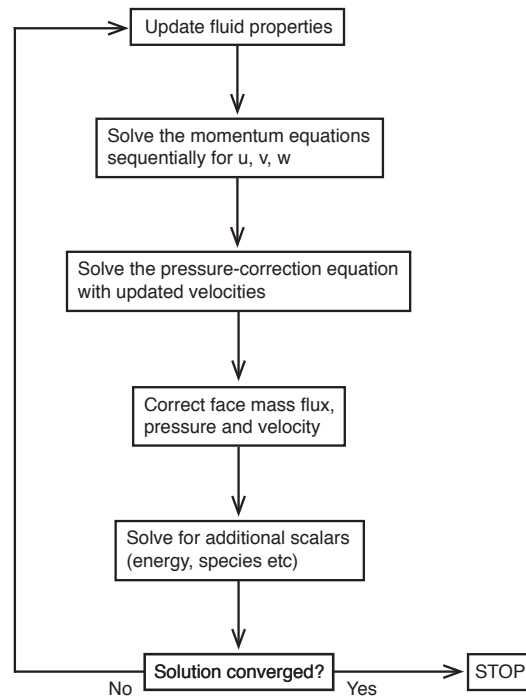 Update fluid properties
Solve the momentum equations
sequentially for u, v, w
Solve the pressure-correction equation
with updated velocities
Correct face mass flux,
pressure and velocity
Solve for additional scalars
(energy, species etc)
Solution converged?
STOP
No
Yes